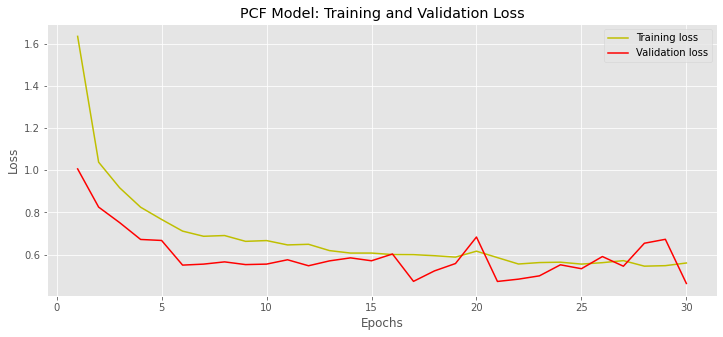 PCF Model: Training and Validation Loss
Training loss
Validation loss
1.6
1.4
1.2
1.0
0.8
0.6
Loss
0 5 10 15 20 25 30
Epochs